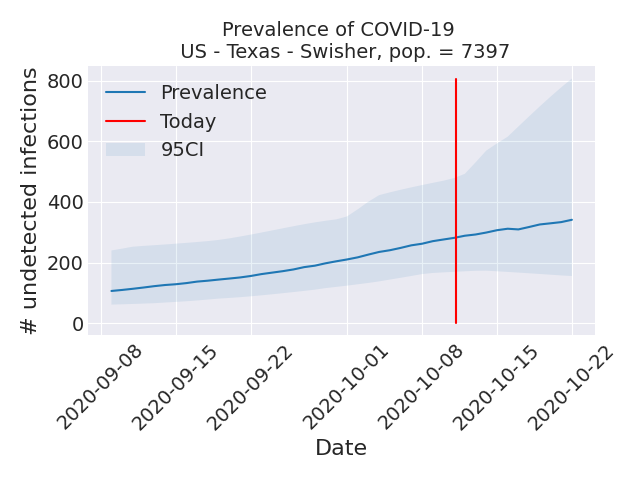 Prevalence of COVID-19
US - Texas - Swisher, pop. = 7397
# undetected infections
800
600
400
200
0
Prevalence
Today
95CI
2020-09-08
2020-09-15
2020-09-22
2020-10-01
2020-10-08
2020-10-15
2020-10-22
Date